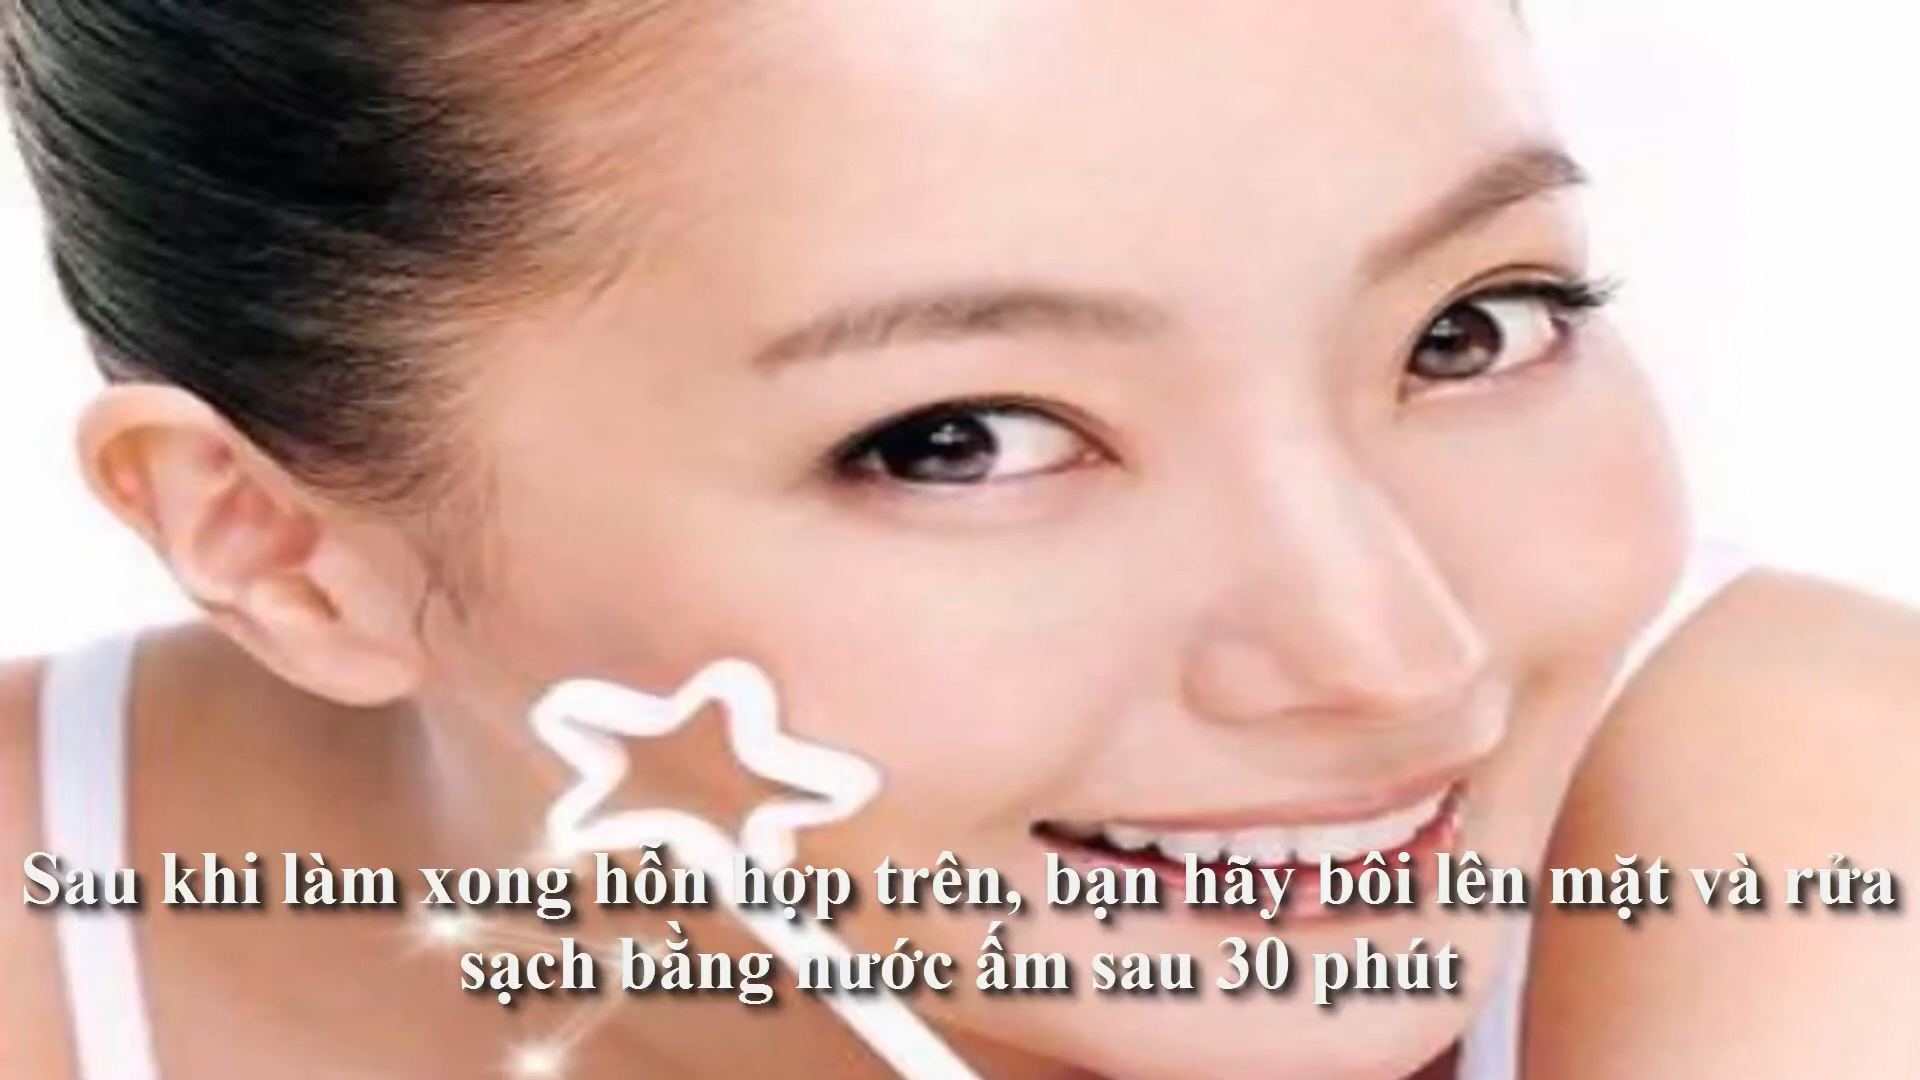 Sau khi làm xong hỗn hợp trên, bạn hãy bôi lên mặt và rửa
sạch bằng nước ấm sau 30 phút